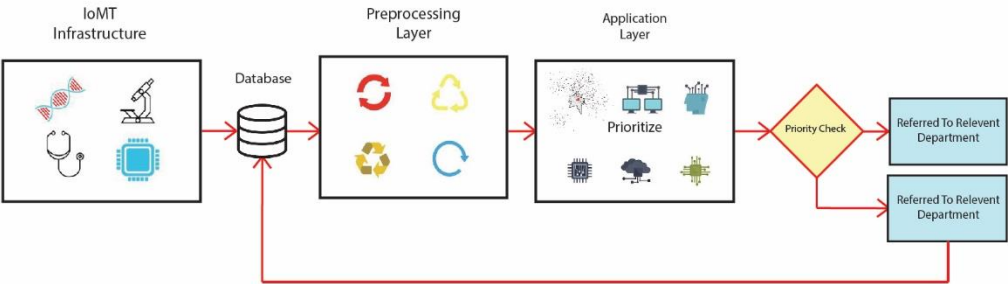 IoMT
Infrastructure
Database
Preprocessing
Layer
Application
Layer
Prioritize
Priority Check
Referred To Relevent
Department
Referred To Relevent
Department